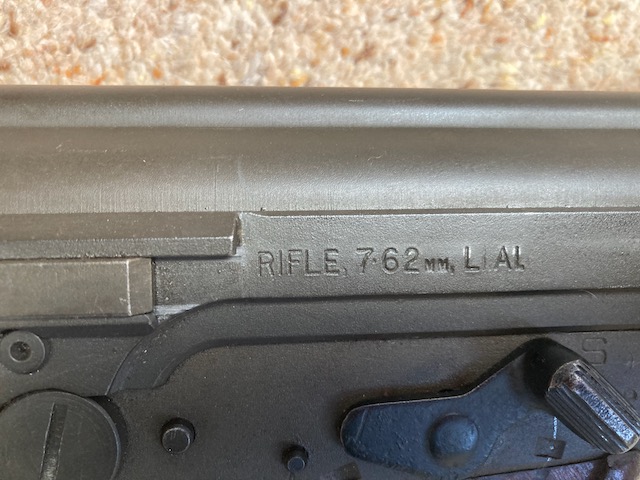 RIFLE, 7·62 MM, L1A1.
S